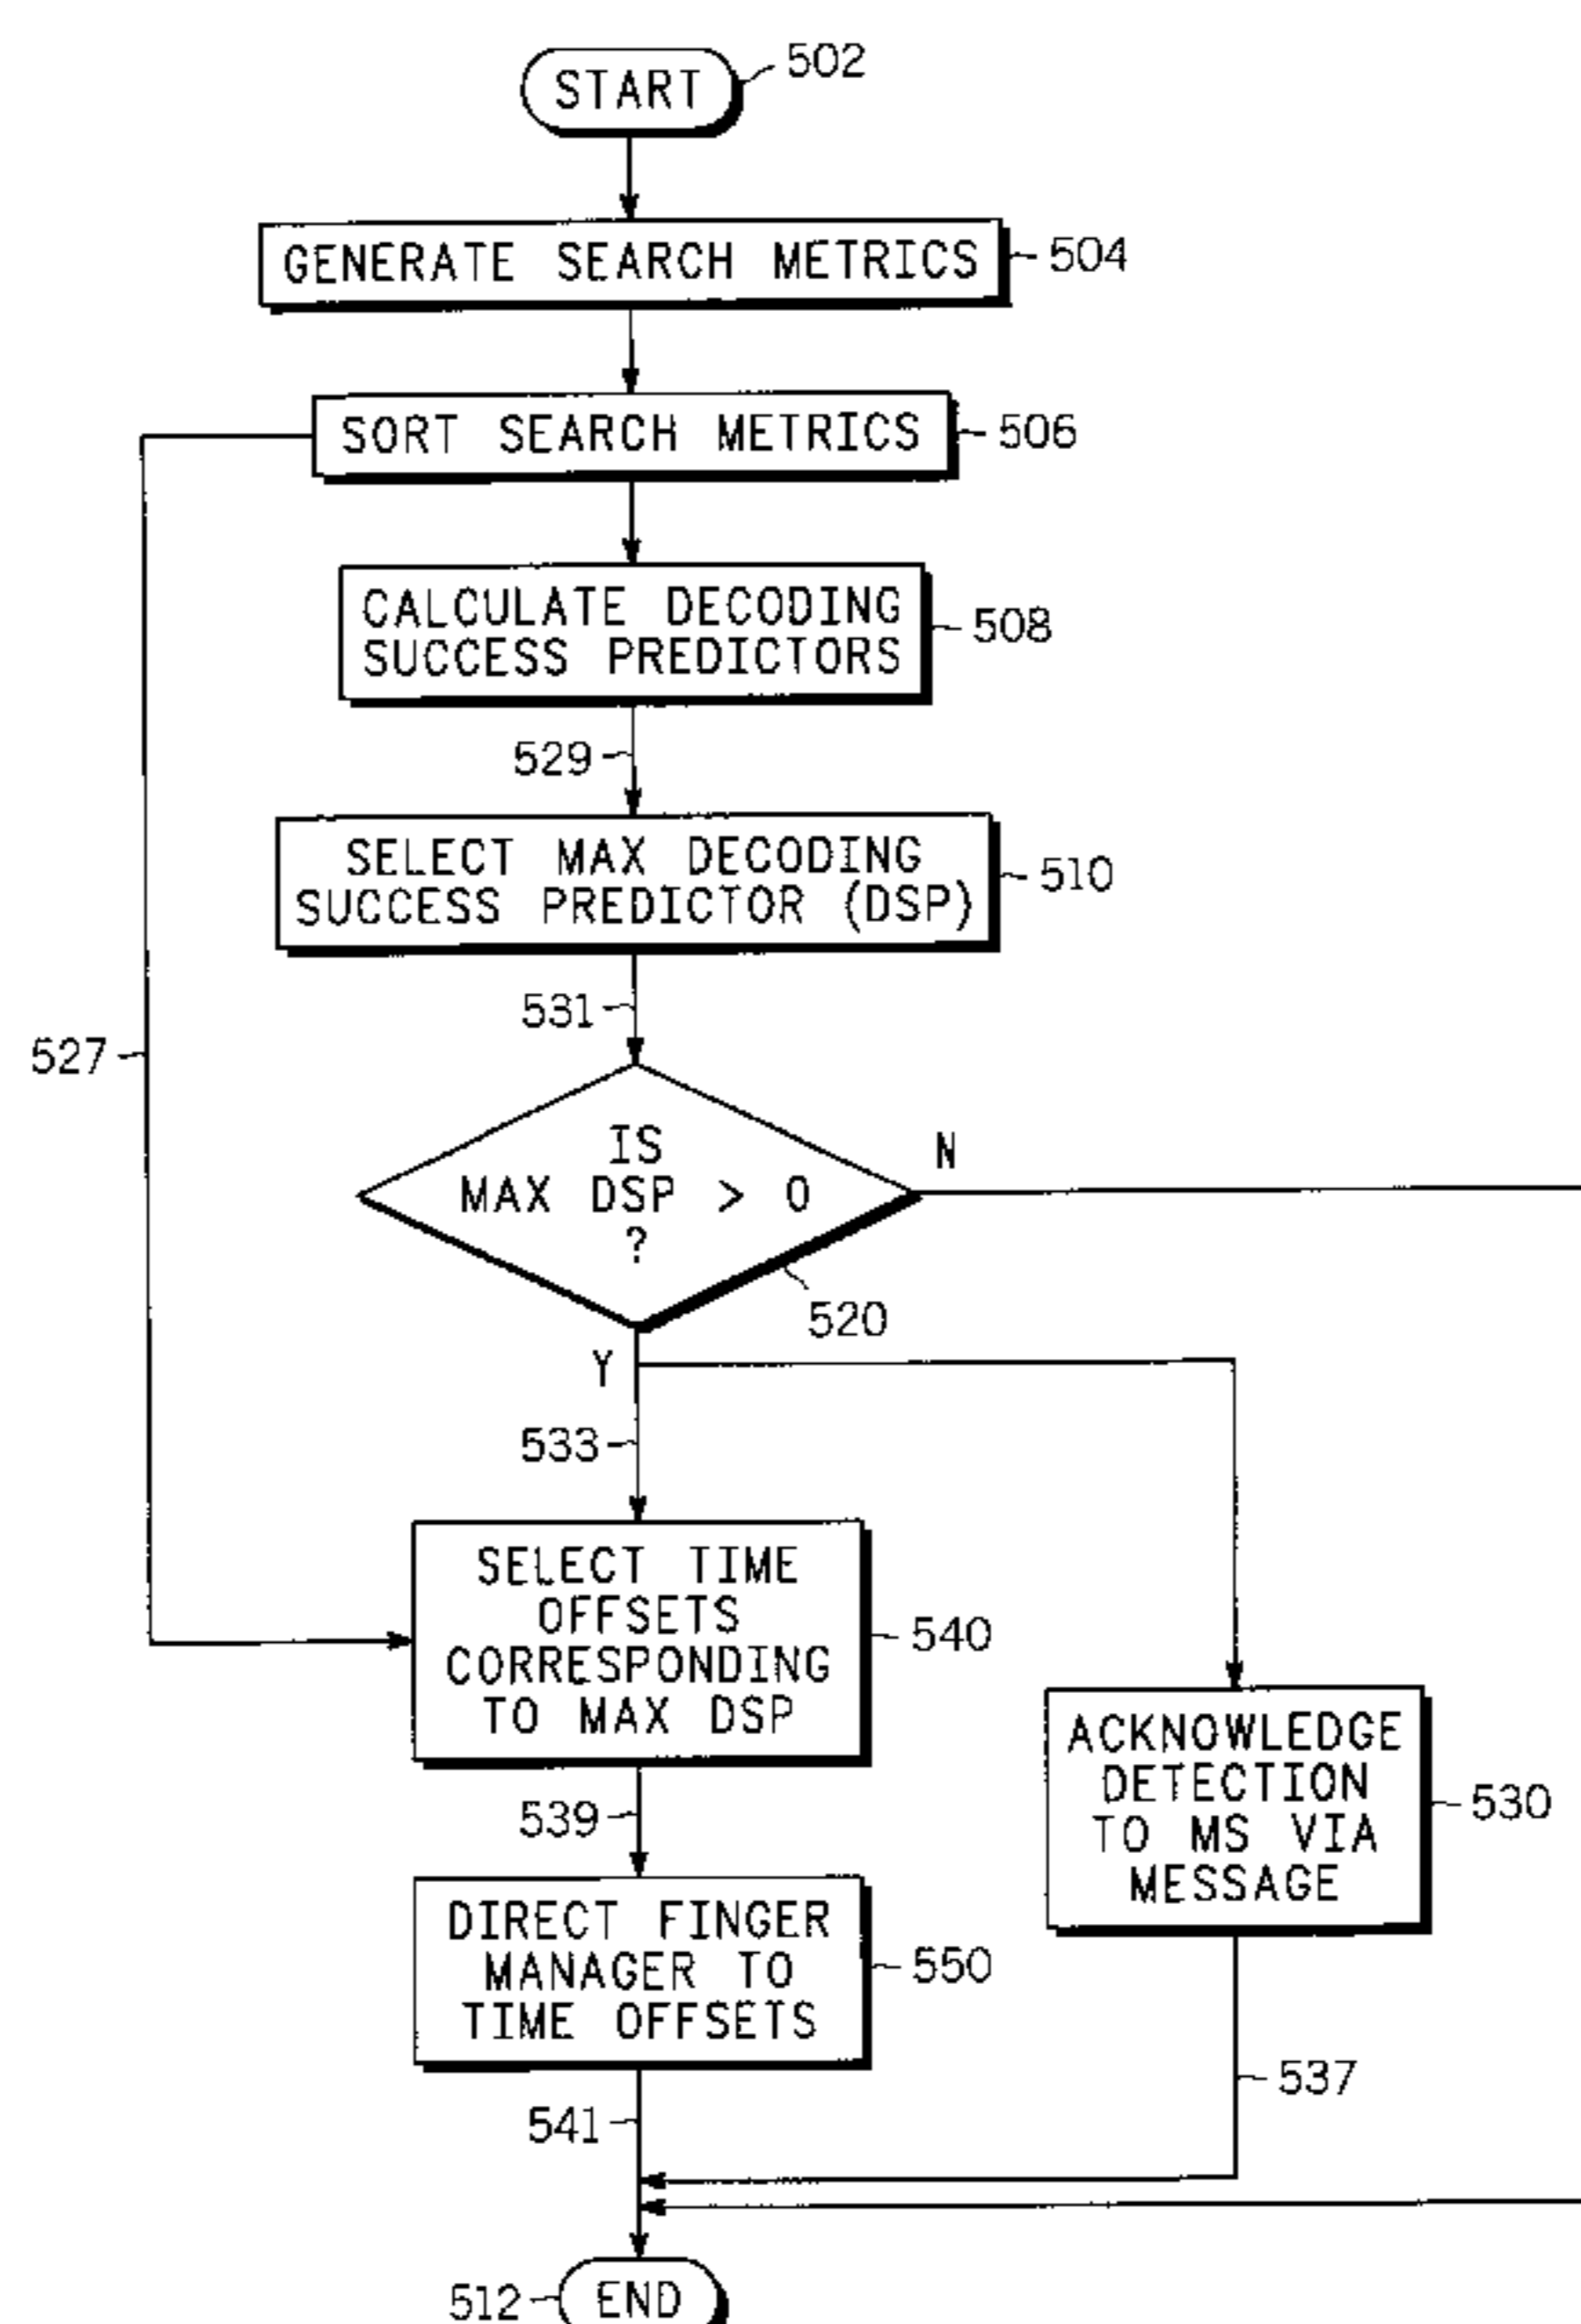 START
502
GENERATE SEARCH METRICS
504
SORT SEARCH METRICS
506
CALCULATE DECODING
SUCCESS PREDICTORS
508
529
SELECT MAX DECODING
SUCCESS PREDICTOR (DSP)
510
531
527
IS
MAX DSP > 0
?
N
520
Y
533
SELECT TIME
OFFSETS
CORRESPONDING
TO MAX DSP
540
ACKNOWLEDGE
DETECTION
TO MS VIA
MESSAGE
530
539
DIRECT FINGER
MANAGER TO
TIME OFFSETS
550
537
541
512
END